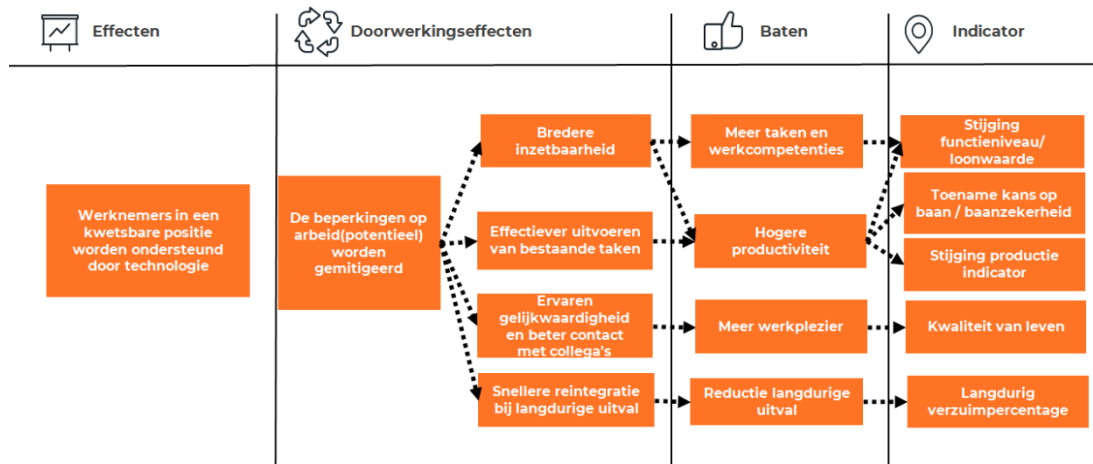 Effecten
Doorwerkingseffecten
Baten
Indicator
Werknemers in een
kwetsbare positie
worden ondersteund
door technologie
De beperkingen op
arbeid(potentieel)
worden
gemitigeerd
Bredere
inzetbaarheid
Effectiever uitvoeren
van bestaande taken
Ervaren
gelijkwaardigheid
en beter contact
met collega's
Snellere reintegratie
bij langdurige uitval
Meer taken en
werkcompetenties
Hogere
productiviteit
Meer werkplezier
Reductie langdurige
uitval
Stijging
functieniveau/
loonwaarde
Toename kans op
baan / baanzekerheid
Stijging productie
indicator
Kwaliteit van leven
Langdurig
verzuimpercentage